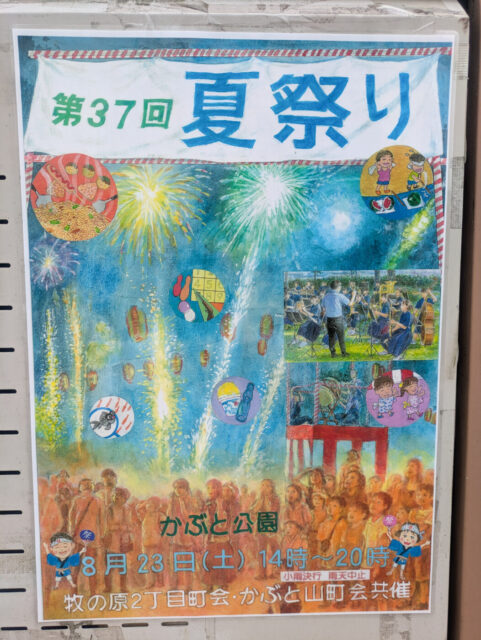 第37回 夏祭り
かぶと公園
8月23日(土) 14時～20時
小雨決行 雨天中止
牧の原2丁目町会・かぶと山町会共催